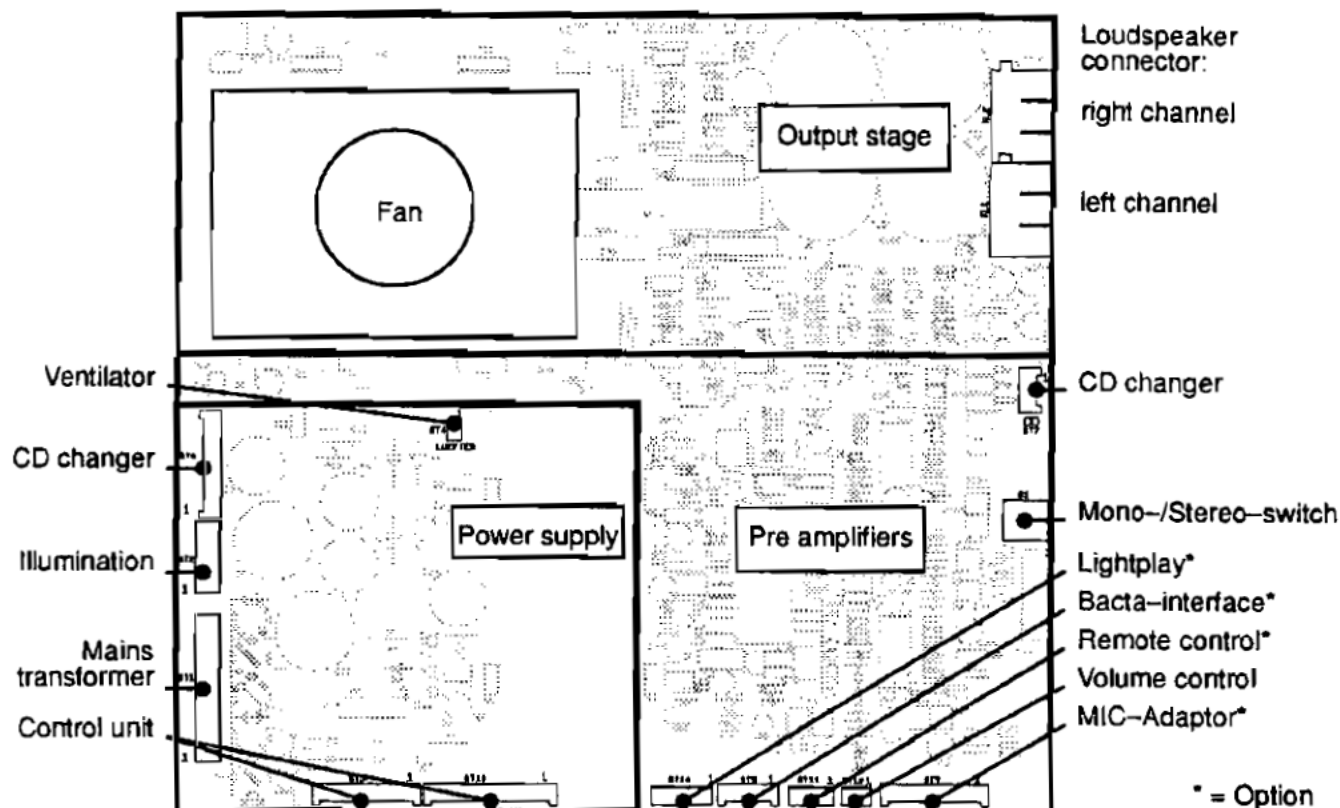 Loudspeaker
connector:
right channel
left channel
Output stage
Fan
Ventilator
CD changer
Illumination
Mains
transformer
Control unit
Power supply
Pre amplifiers
CD changer
Mono-/Stereo-switch
Lightplay*
Bacta-interface*
Remote control*
Volume control
MIC-Adaptor*
* = Option